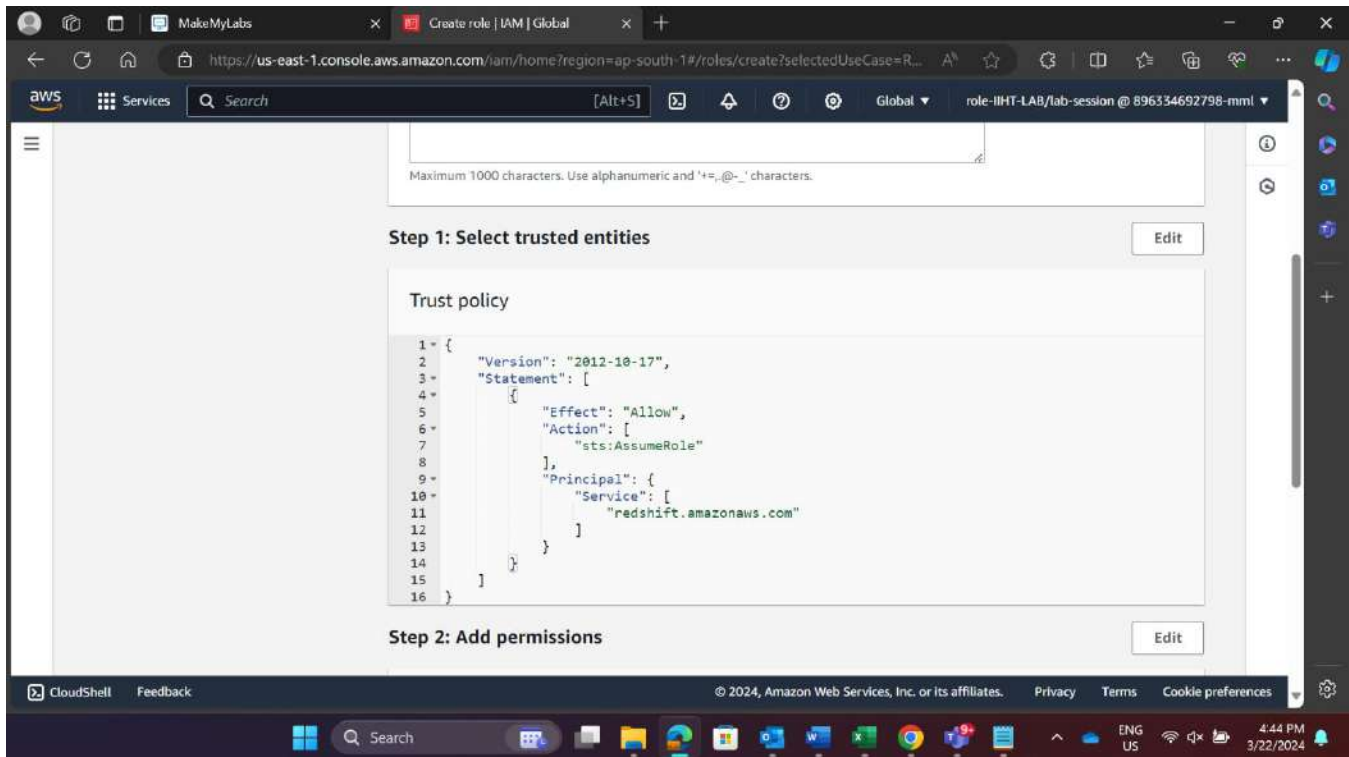 MakeMyLabs
Create role | IAM | Global
https://us-east-1.console.aws.amazon.com/iam/home?region=ap-south-1#/roles/create?selectedUseCase=R...
aws
Services
Search
[Alt+S]
Global
role-IIHT-LAB/lab-session @ 896334692798-mml
Maximum 1000 characters. Use alphanumeric and '+=,.@-_' characters.
Step 1: Select trusted entities
Edit
Trust policy
1 {
2 "Version": "2012-10-17",
3 "Statement": [
4 {
5 "Effect": "Allow",
6 "Action": [
7 "sts:AssumeRole"
8 ],
9 "Principal": {
10 "Service": [
11 "redshift.amazonaws.com"
12 ]
13 }
14 }
15 ]
16 }
Step 2: Add permissions
Edit
CloudShell
Feedback
© 2024, Amazon Web Services, Inc. or its affiliates.
Privacy
Terms
Cookie preferences
Search
ENG
US
4:44 PM
3/22/2024